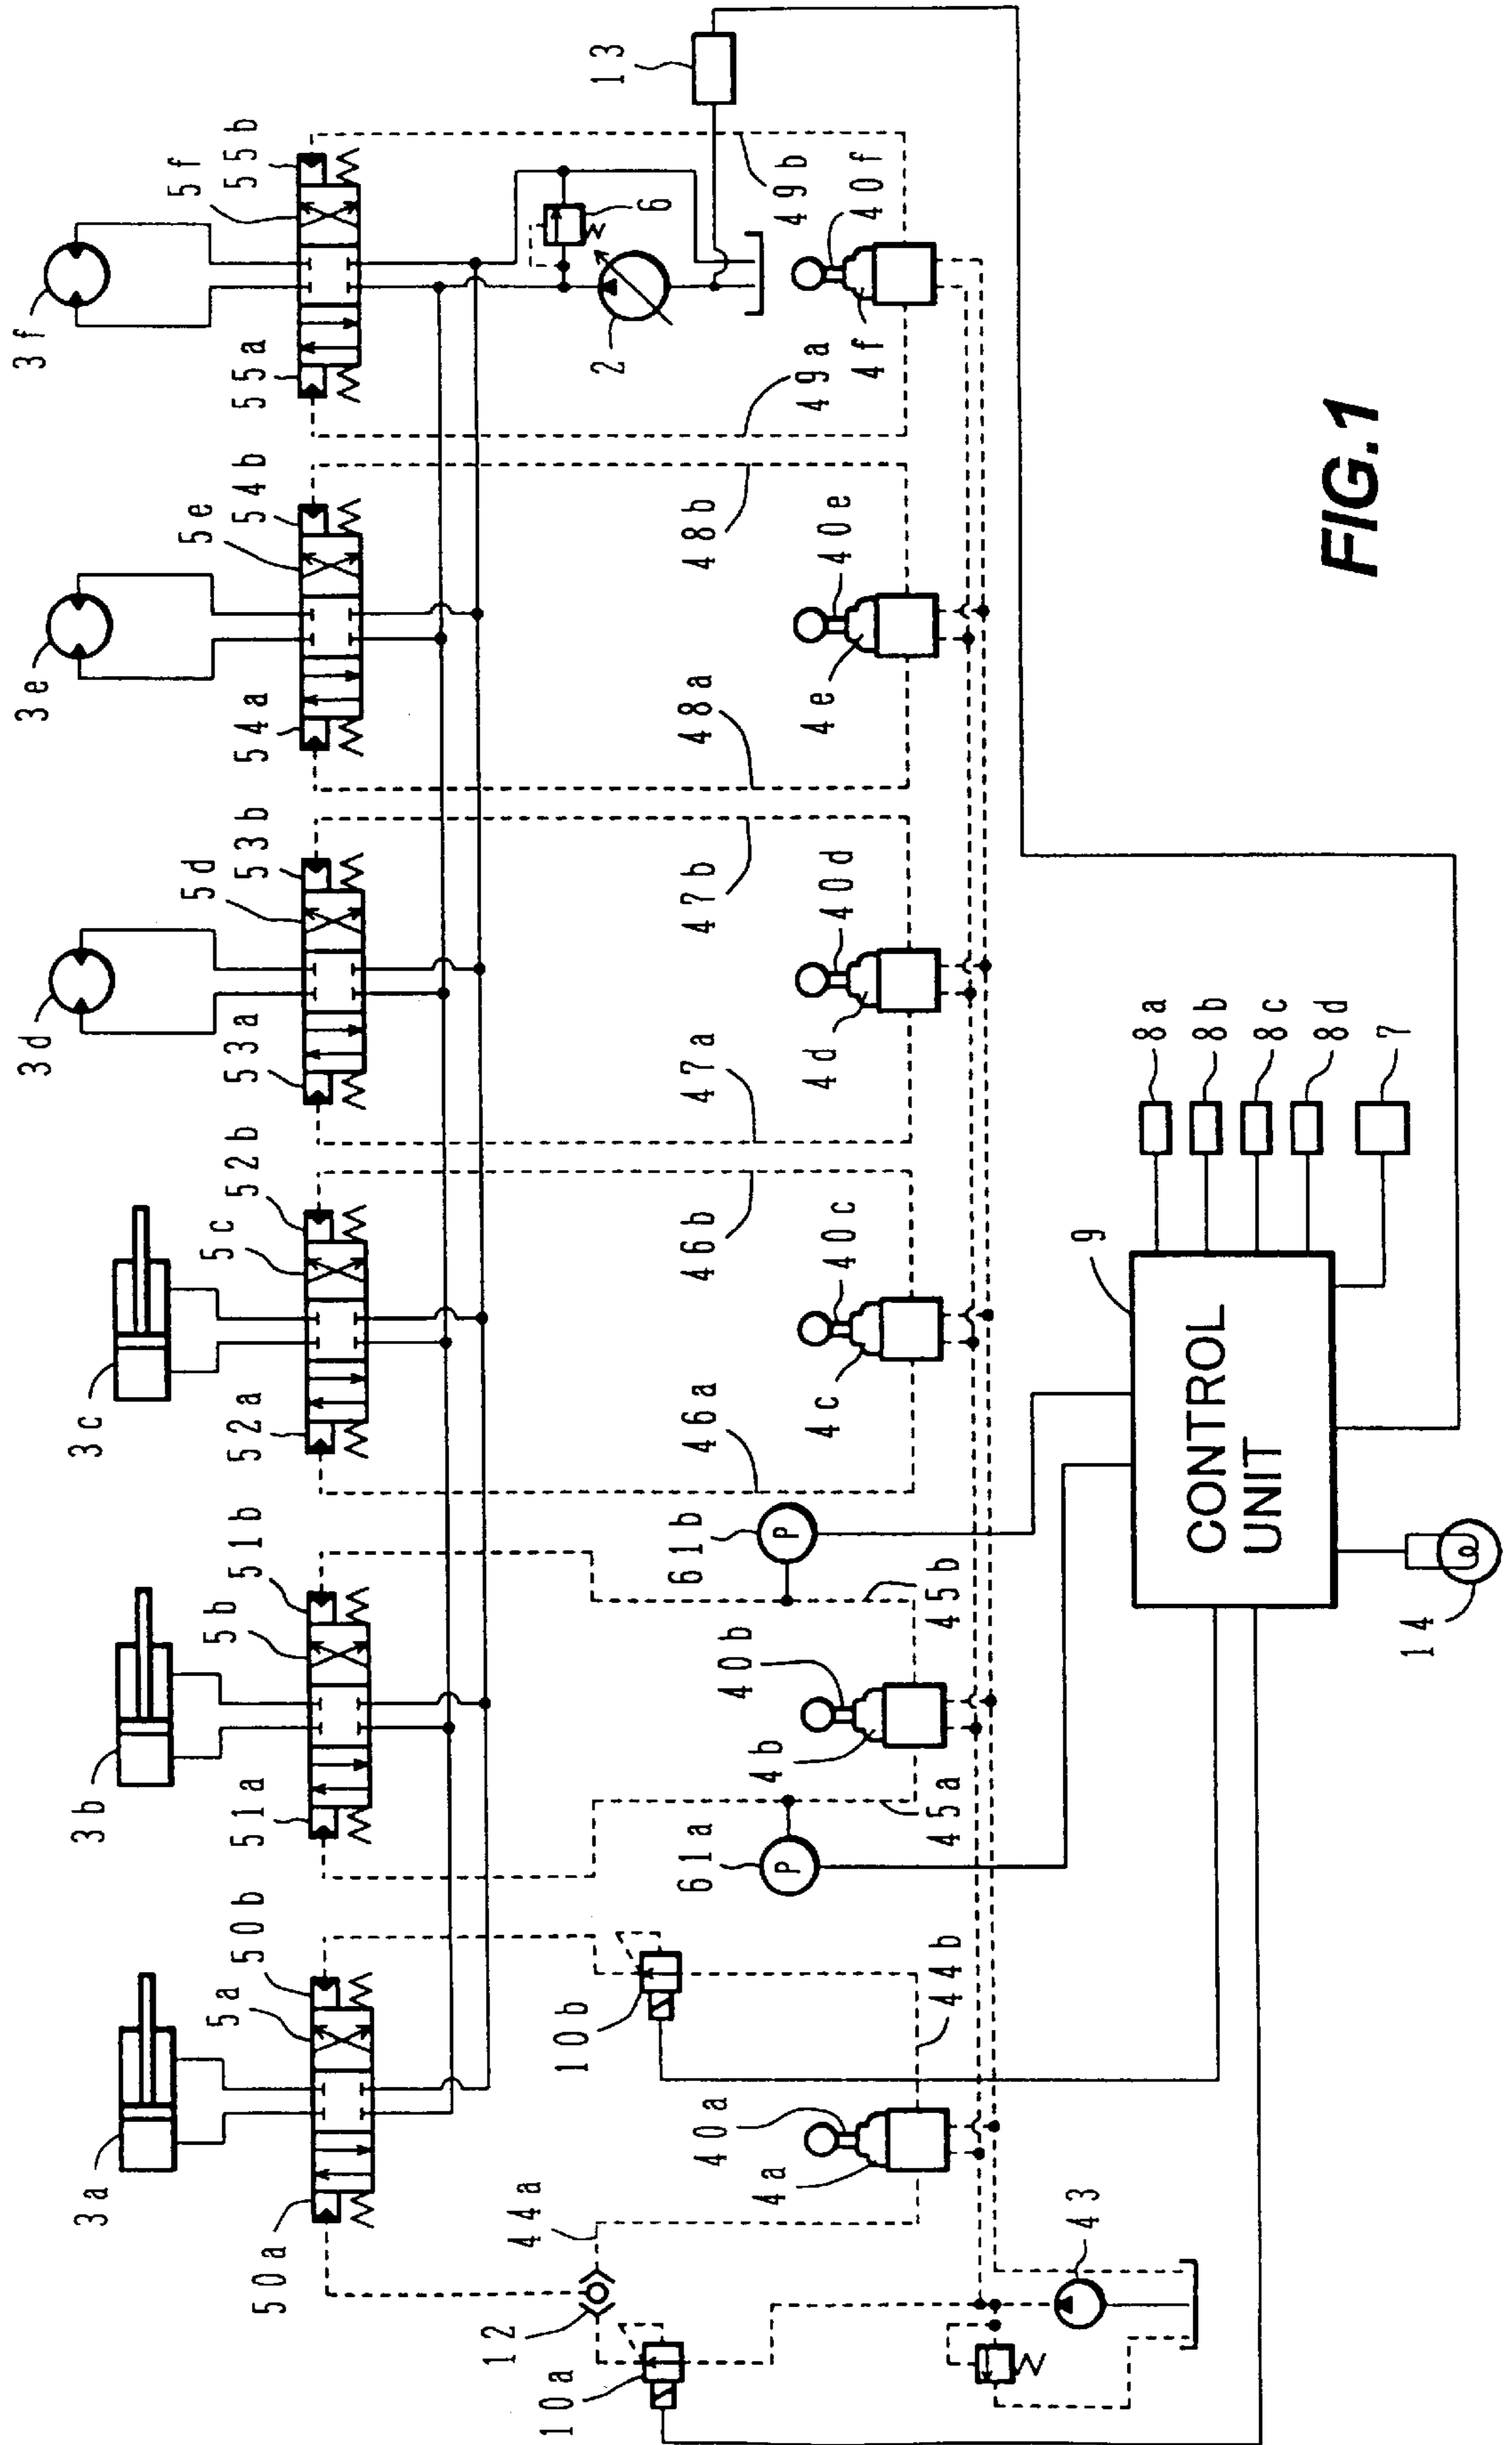 3a
3b
3c
3d
3e
3f
50a
5a
50b
51a
5b
51b
52a
5c
52b
53a
5d
53b
54a
5e
54b
55a
5f
55b
12
44a
10a
10b
44b
4a
40a
61a
61b
45a
45b
4b
40b
46a
46b
4c
40c
47a
47b
4d
40d
48a
48b
4e
40e
49a
49b
4f
40f
2
6
13
43
9
CONTROL
UNIT
8a
8b
8c
8d
7
14
P
P
FIG.1